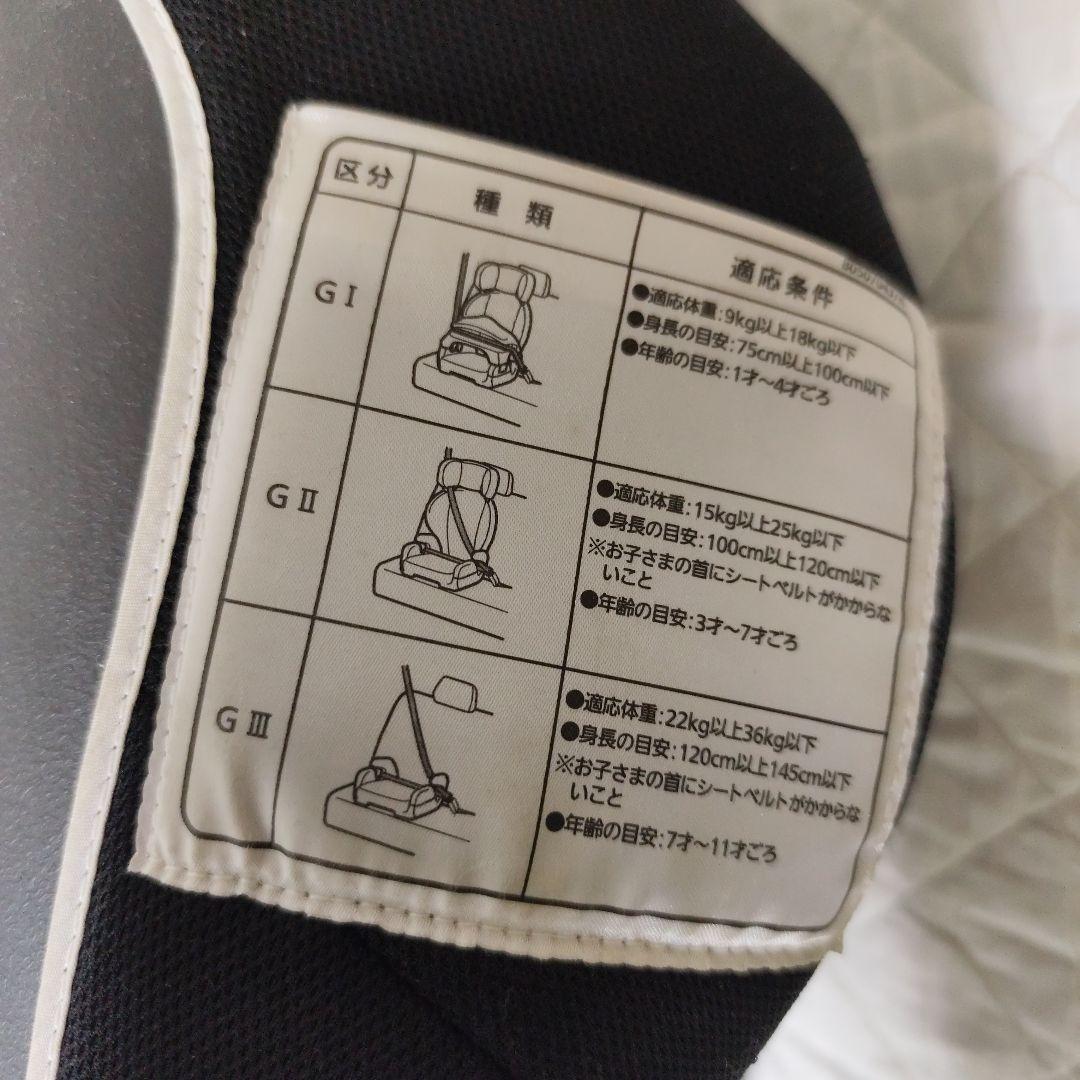 区分
種 類
適応条件
G I
●適応体重:9kg以上18kg以下
●身長の目安:75cm以上100cm以下
●年齢の目安:1才～4才ごろ
G II
●適応体重:15kg以上25kg以下
●身長の目安:100cm以上120cm以下
※お子さまの首にシートベルトがかからな
いこと
●年齢の目安:3才～7才ごろ
G III
●適応体重:22kg以上36kg以下
●身長の目安:120cm以上145cm以下
※お子さまの首にシートベルトがかからな
いこと
●年齢の目安:7才～11才ごろ